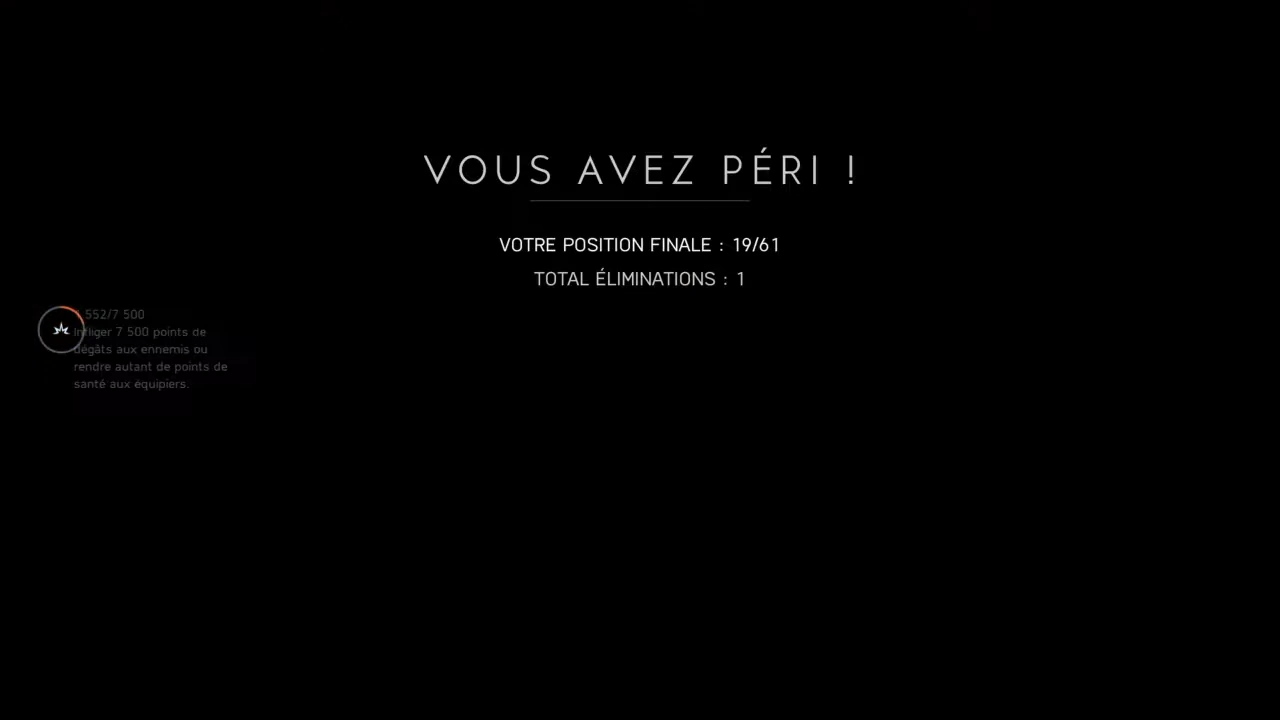 VOUS AVEZ PÉRI !
VOTRE POSITION FINALE : 19/61
TOTAL ÉLIMINATIONS : 1
552/7 500
Infliger 7 500 points de
dégâts aux ennemis ou
rendre autant de points de
santé aux équipiers.